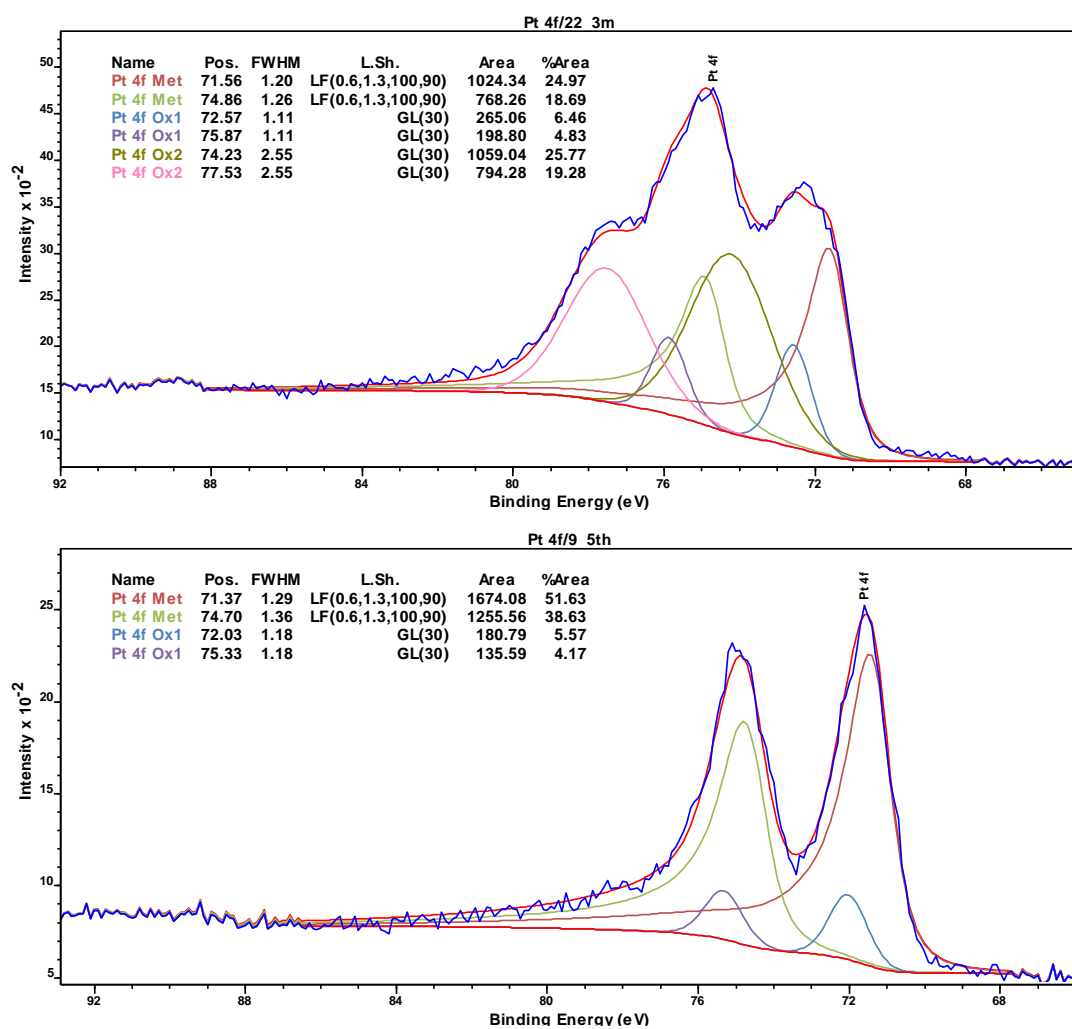 Pt 4f/22 3m
Name Pos. FWHM L.Sh. Area %Area
Pt 4f Met 71.56 1.20 LF(0.6,1.3,100,90) 1024.34 24.97
Pt 4f Met 74.86 1.26 LF(0.6,1.3,100,90) 768.26 18.69
Pt 4f Ox1 72.57 1.11 GL(30) 265.06 6.46
Pt 4f Ox1 75.87 1.11 GL(30) 198.80 4.83
Pt 4f Ox2 74.23 2.55 GL(30) 1059.04 25.77
Pt 4f Ox2 77.53 2.55 GL(30) 794.28 19.28
Pt 4f
Intensity x 10-2
50
45
40
35
30
25
20
15
10
92 88 84 80 76 72 68
Binding Energy (eV)
Pt 4f/9 5th
Name Pos. FWHM L.Sh. Area %Area
Pt 4f Met 71.37 1.29 LF(0.6,1.3,100,90) 1674.08 51.63
Pt 4f Met 74.70 1.36 LF(0.6,1.3,100,90) 1255.56 38.63
Pt 4f Ox1 72.03 1.18 GL(30) 180.79 5.57
Pt 4f Ox1 75.33 1.18 GL(30) 135.59 4.17
Pt 4f
Intensity x 10-2
25
20
15
10
5
92 88 84 80 76 72 68
Binding Energy (eV)